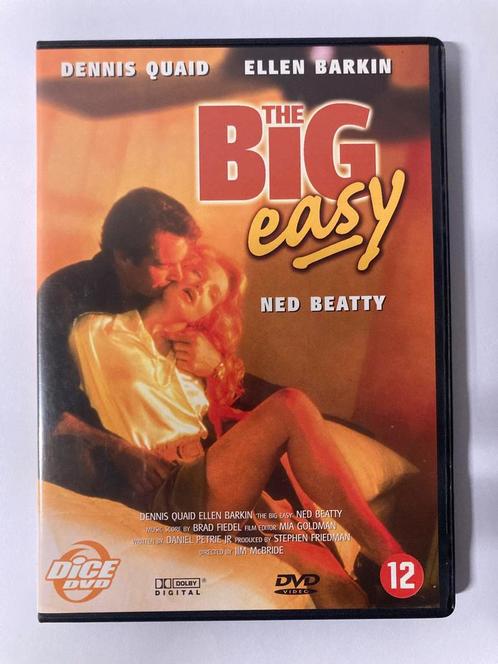 DENNIS QUAID ELLEN BARKIN
THE
BiG
easy
NED BEATTY
DENNIS QUAID ELLEN BARKIN "THE BIG EASY" NED BEATTY
MUSIC SCORE BY BRAD FIEDEL FILM EDITOR MIA GOLDMAN
WRITTEN BY DANIEL PETRIE JR PRODUCED BY STEPHEN FRIEDMAN
DIRECTED BY JIM McBRIDE
DiCE
DVD
DOLBY
DIGITAL
DVD
VIDEO
12